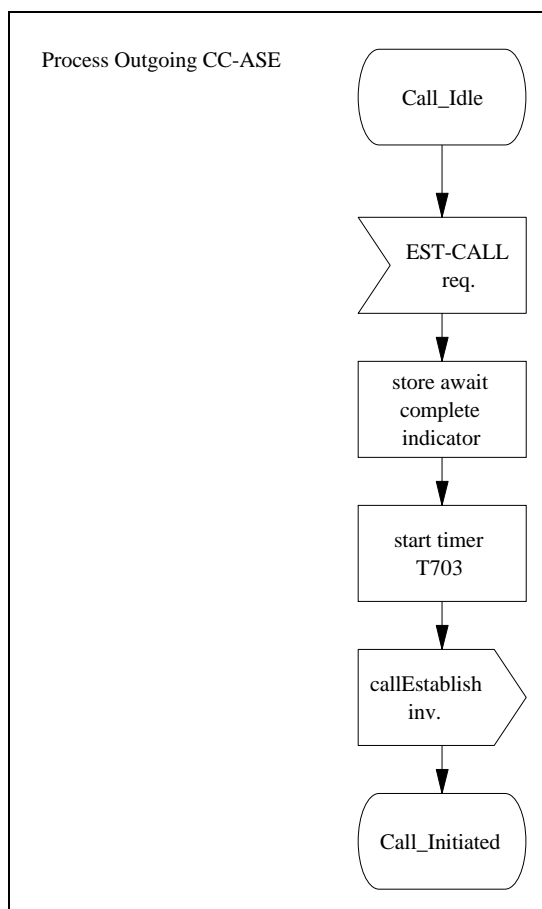 Process Outgoing CC-ASE
Call_Idle
EST-CALL
req.
store await
complete
indicator
start timer
T703
callEstablish
inv.
Call_Initiated